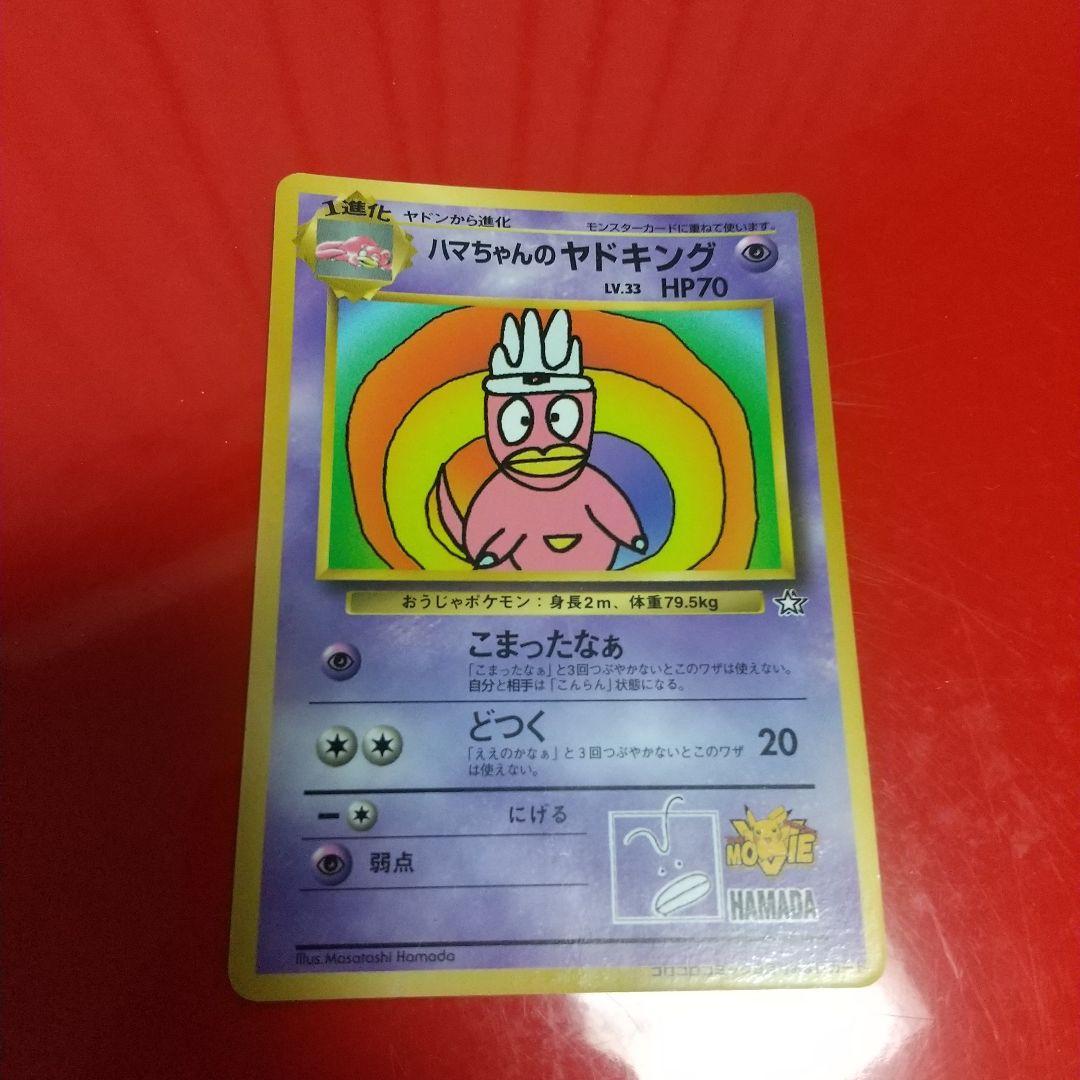 1進化 ヤドンから進化 モンスターカードに重ねて使います。
ハマちゃんのヤドキング
LV.33 HP70
おうじゃポケモン：身長2m、体重79.5kg
こまったなぁ
「こまったなぁ」と3回つぶやかないとこのワザは使えない。
自分と相手は「こんらん」状態になる。
どつく 20
「ええのかなぁ」と3回つぶやかないとこのワザ
は使えない。
にげる
弱点
MOVIE
HAMADA
Illus. Masatoshi Hamada